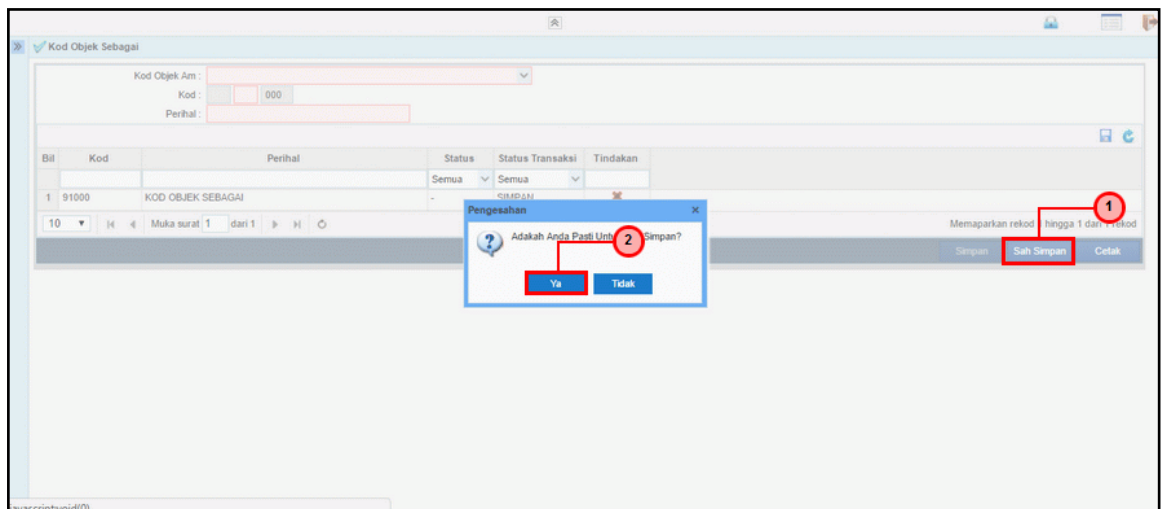 Kod Objek Sebagai
Kod Objek Am :
Kod : 000
Perihal :
Bil Kod Perihal Status Status Transaksi Tindakan
Semua Semua
1 91000 KOD OBJEK SEBAGAI - SIMPAN
10 Muka surat 1 dari 1 Memaparkan rekod hingga 1 dari 1 rekod
Pengesahan
Adakah Anda Pasti Simpan?
Ya Tidak
Simpan Sah Simpan Cetak
1
2